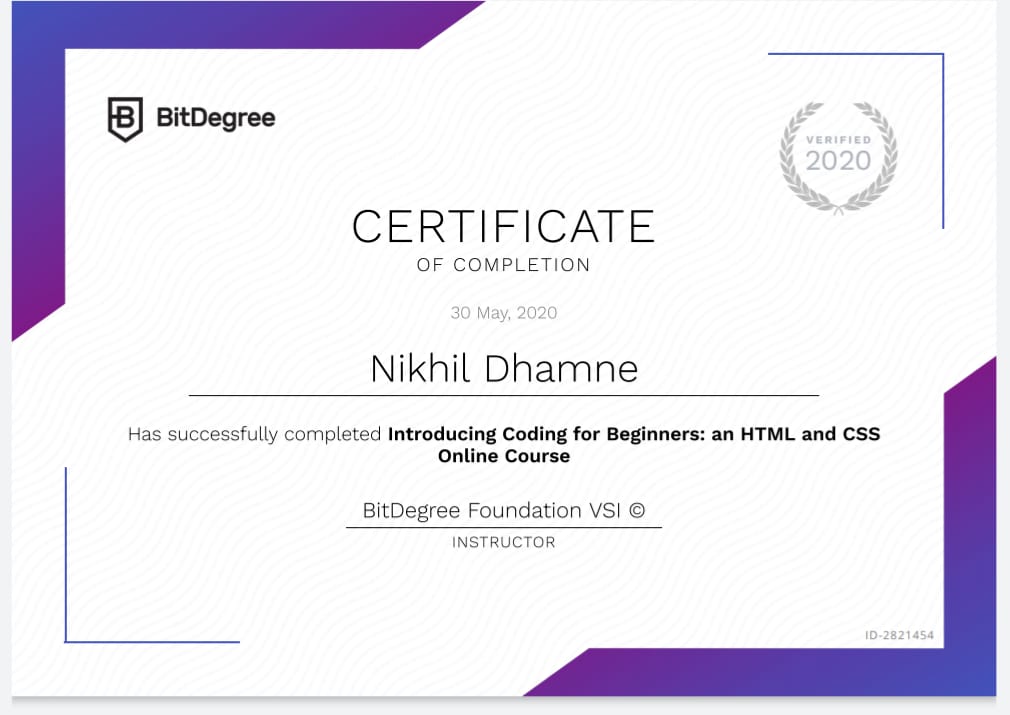 BitDegree
VERIFIED
2020
CERTIFICATE
OF COMPLETION
30 May, 2020
Nikhil Dhamne
Has successfully completed Introducing Coding for Beginners: an HTML and CSS
Online Course
BitDegree Foundation VSI ©
INSTRUCTOR
ID-2821454